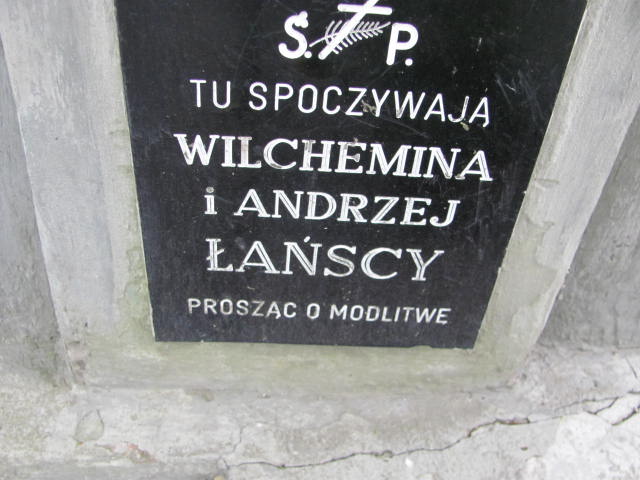 Ś. P.
TU SPOCZYWAJĄ
WILCHEMINA
i ANDRZEJ
ŁAŃSCY
PROSZĄC O MODLITWĘ